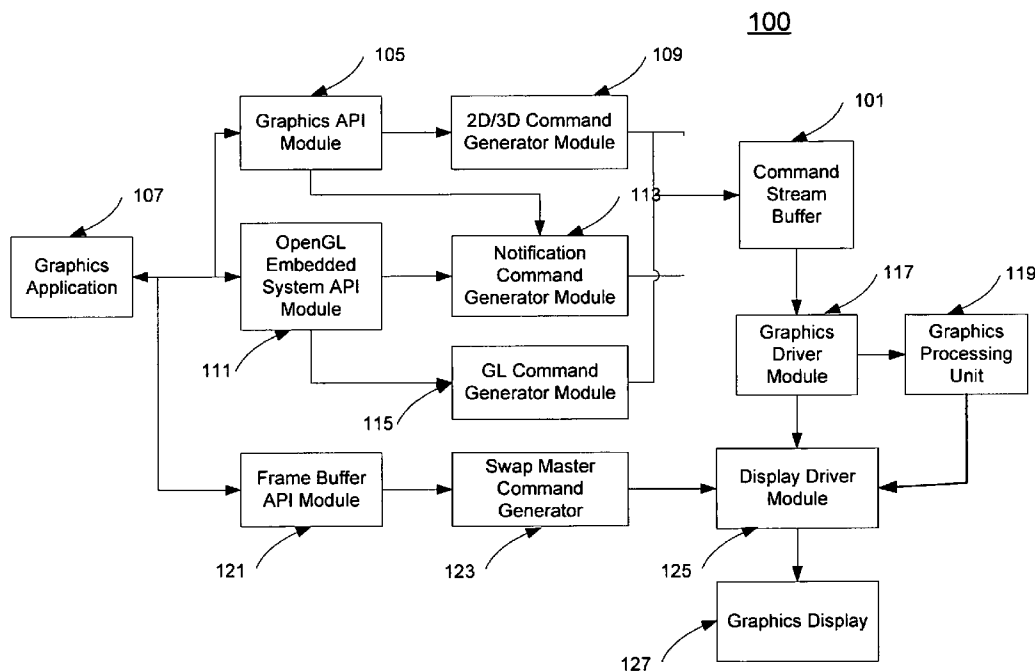 100
105
109
101
Graphics API
Module
2D/3D Command
Generator Module
Command
Stream
Buffer
107
113
Graphics
Application
OpenGL
Embedded
System API
Module
Notification
Command
Generator Module
117
119
111
Graphics
Driver
Module
Graphics
Processing
Unit
115
GL Command
Generator Module
Frame Buffer
API Module
Swap Master
Command
Generator
Display Driver
Module
121
123
125
Graphics Display
127